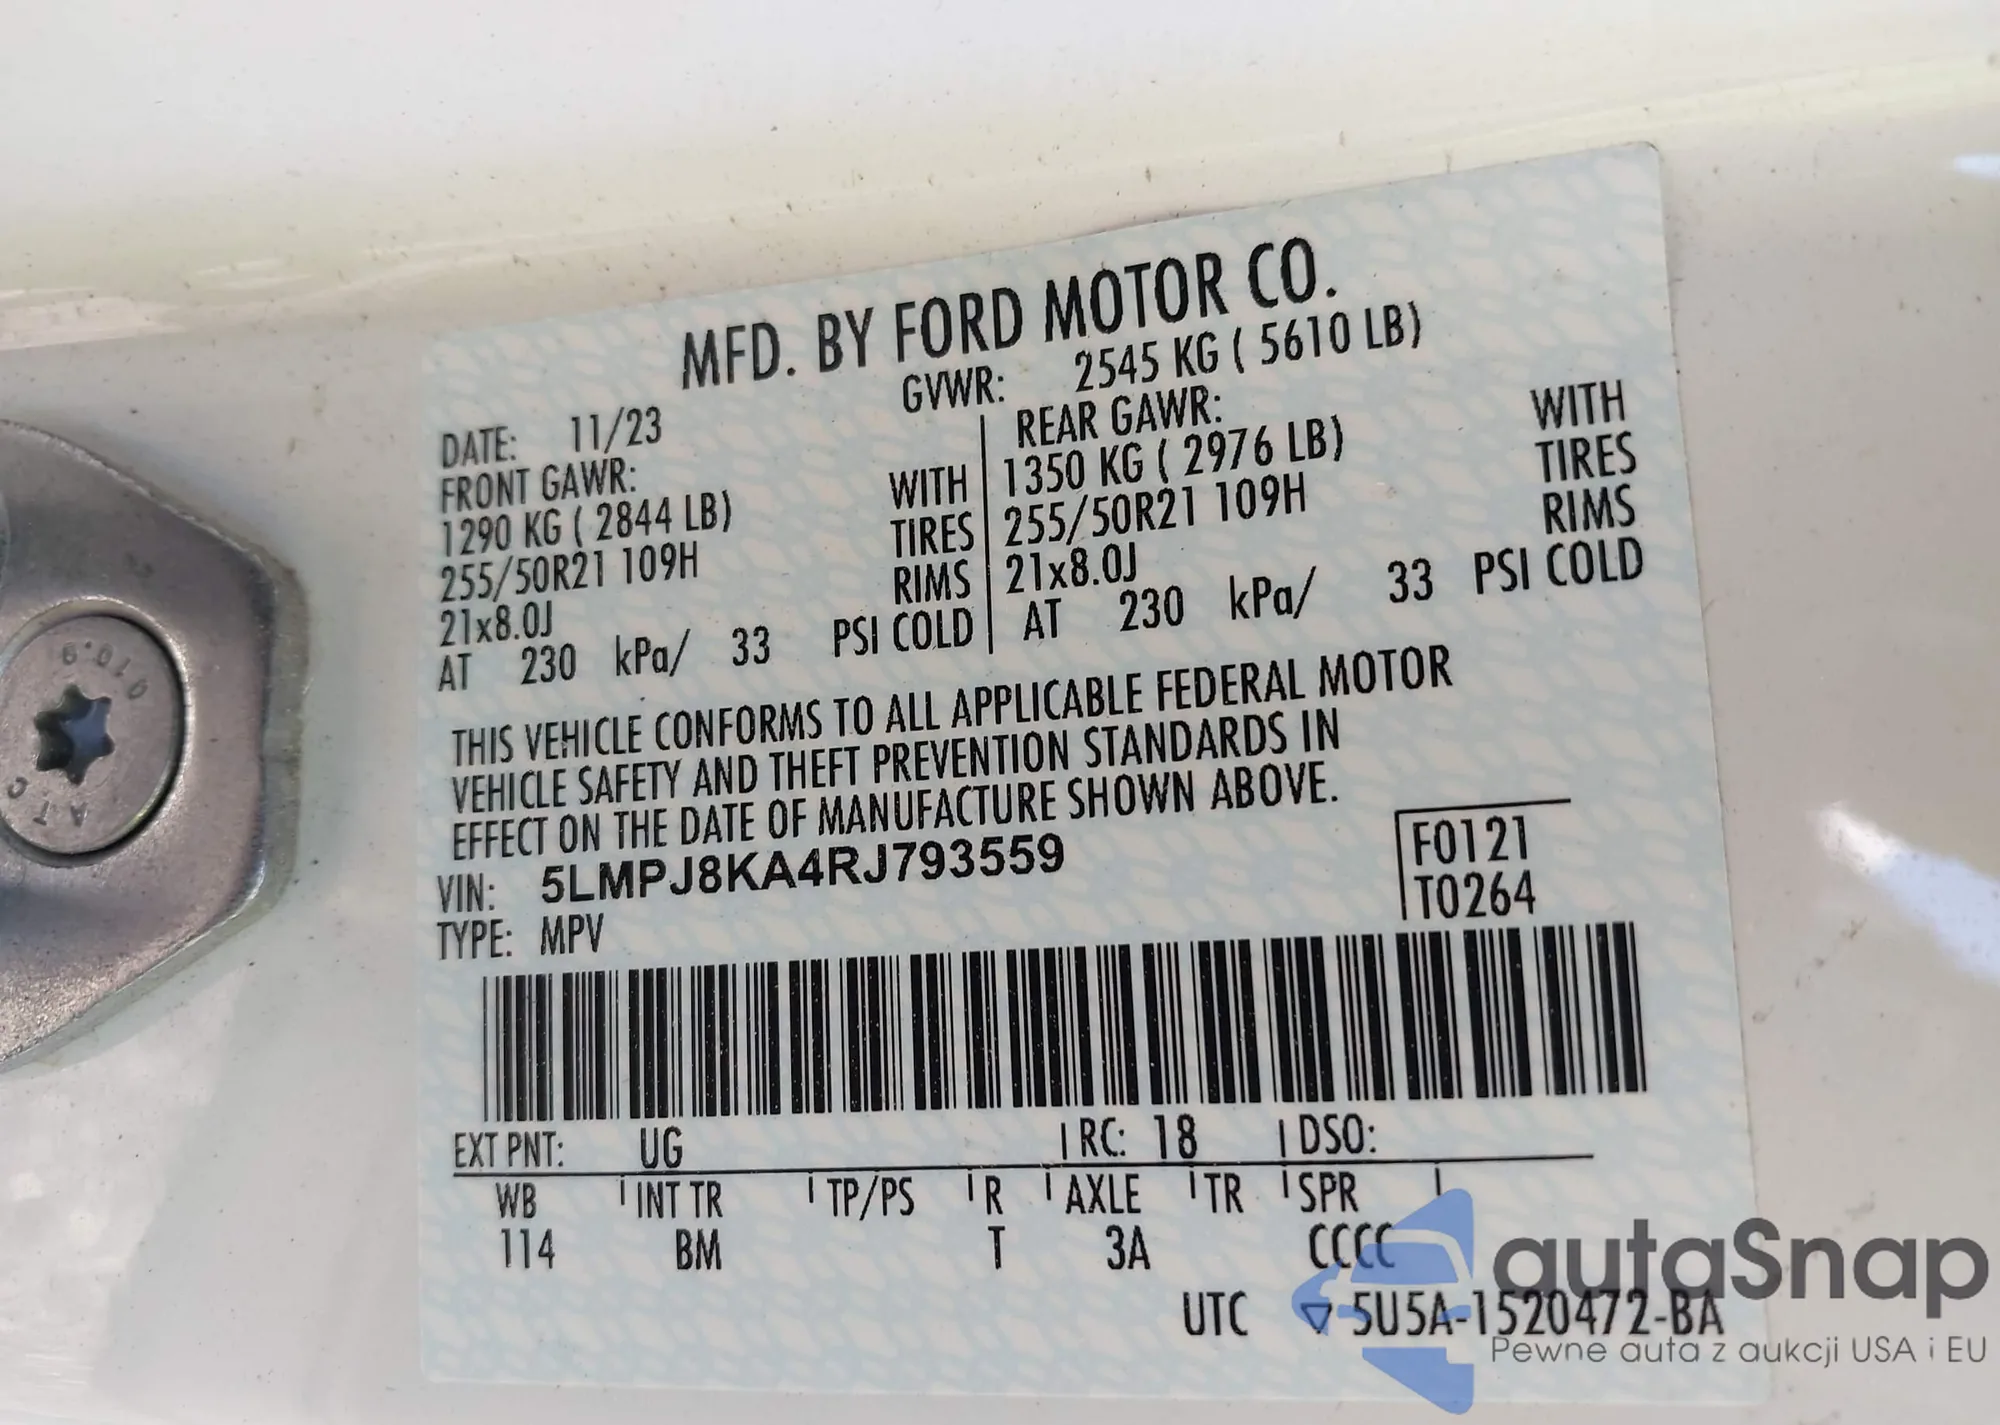 MFD. BY FORD MOTOR CO.
GVWR: 2545 KG ( 5610 LB)
DATE: 11/23
FRONT GAWR:
1290 KG ( 2844 LB) WITH
255/50R21 109H TIRES
21x8.0J RIMS
AT 230 kPa/ 33 PSI COLD
REAR GAWR:
1350 KG ( 2976 LB) WITH
255/50R21 109H TIRES
21x8.0J RIMS
AT 230 kPa/ 33 PSI COLD
THIS VEHICLE CONFORMS TO ALL APPLICABLE FEDERAL MOTOR
VEHICLE SAFETY AND THEFT PREVENTION STANDARDS IN
EFFECT ON THE DATE OF MANUFACTURE SHOWN ABOVE.
VIN: 5LMPJ8KA4RJ793559
TYPE: MPV
F0121
T0264
EXT PNT: UG RC: 18 DSO:
WB INT TR TP/PS R AXLE TR SPR
114 BM T 3A CCCC
UTC 5U5A-1520472-BA
autaSnap
Pewne auta z aukcji USA i EU
ATC